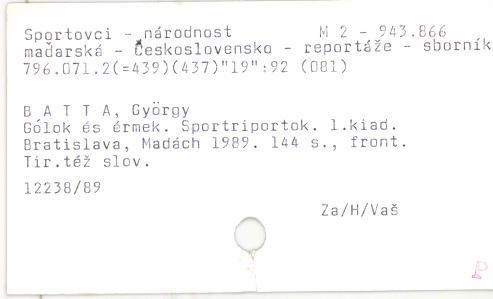 Sportovci - národnost M 2 - 943.866
maďarská - Československo - reportáže - sborník
796.071.2(=439)(437)"19":92 (081)
B A T T A, György
Gólok és érmek. Sportriportok. 1.kiad.
Bratislava, Madách 1989. 144 s., front.
Tir.též slov.
12238/89
Za/H/Vaš
P